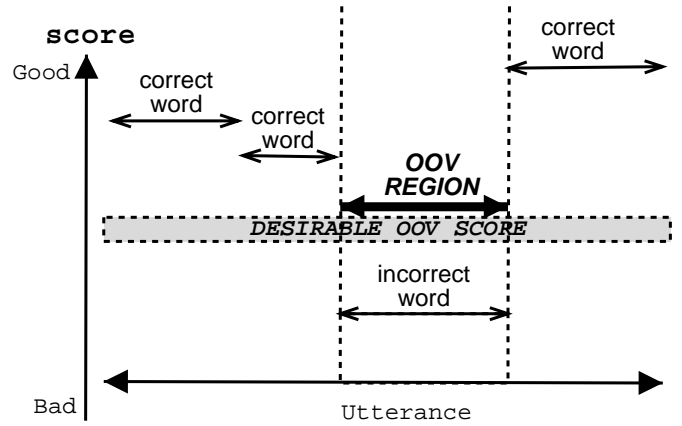 score
Good
correct
word
correct
word
correct
word
OOV
REGION
DESIRABLE OOV SCORE
incorrect
word
Bad
Utterance